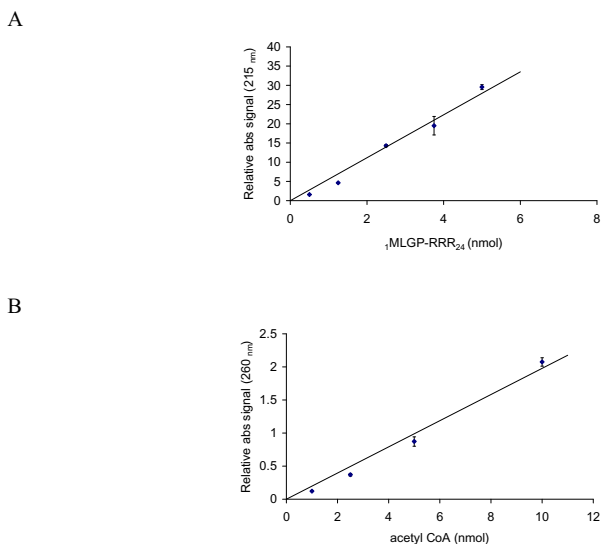 A
Relative abs signal (215 nm)
40
35
30
25
20
15
10
5
0
0 2 4 6 8
₁MLGP-RRR₂₄ (nmol)
B
Relative abs signal (260 nm)
2.5
2
1.5
1
0.5
0
0 2 4 6 8 10 12
acetyl CoA (nmol)